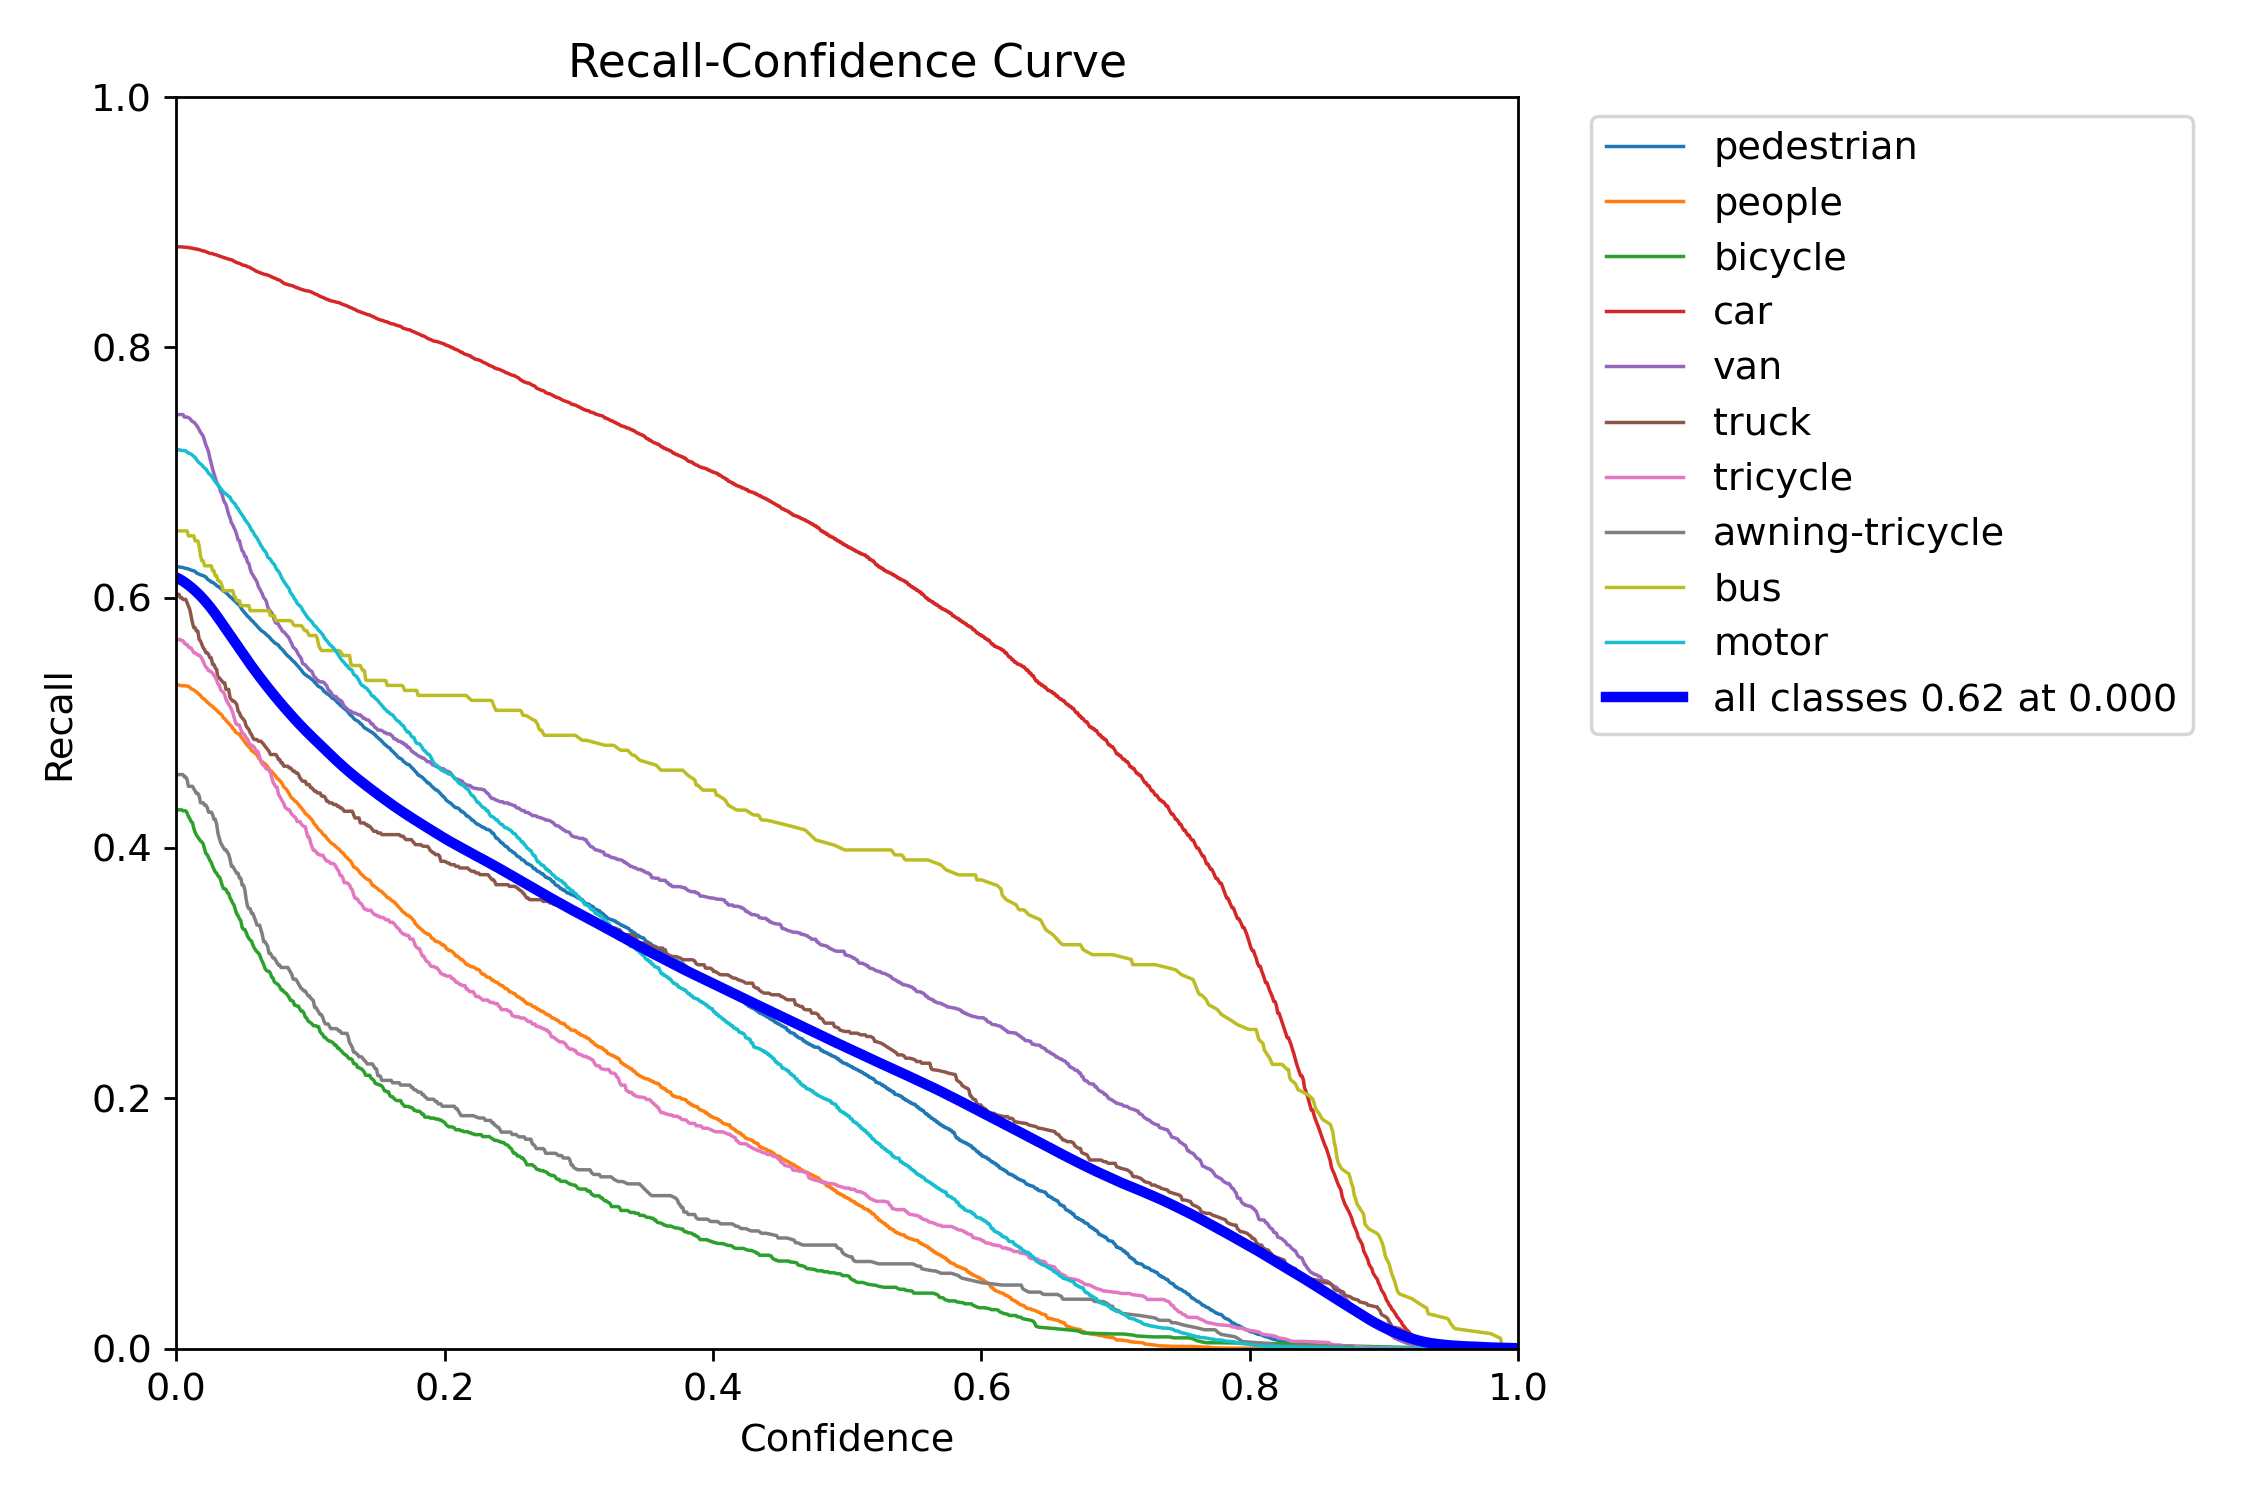 Recall-Confidence Curve
1.0
0.8
0.6
0.4
0.2
0.0
Recall
0.0 0.2 0.4 0.6 0.8 1.0
Confidence
pedestrian
people
bicycle
car
van
truck
tricycle
awning-tricycle
bus
motor
all classes 0.62 at 0.000